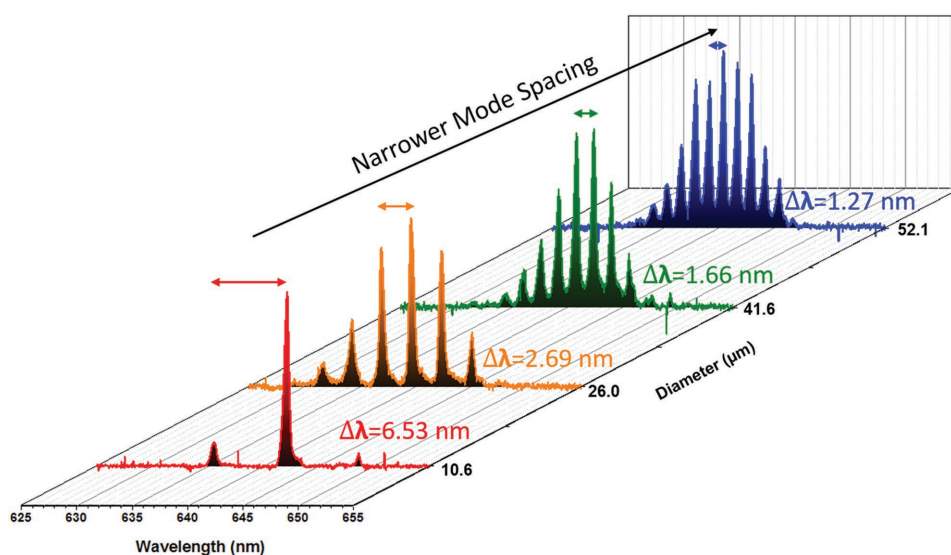 Narrower Mode Spacing
Δλ=1.27 nm
52.1
Δλ=1.66 nm
41.6
Δλ=2.69 nm
26.0
Diameter (μm)
Δλ=6.53 nm
10.6
625 630 635 640 645 650 655
Wavelength (nm)